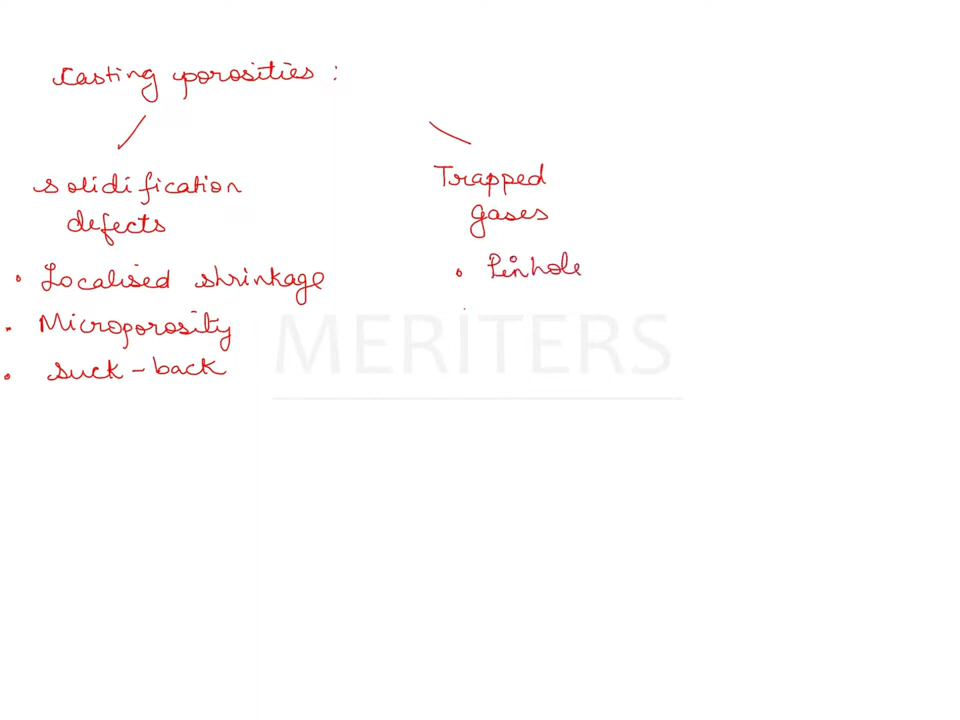 Casting porosities :
solidification
defects
• Localised shrinkage
• Microporosity
• suck - back
Trapped
gases
• Pinhole
MERITERS